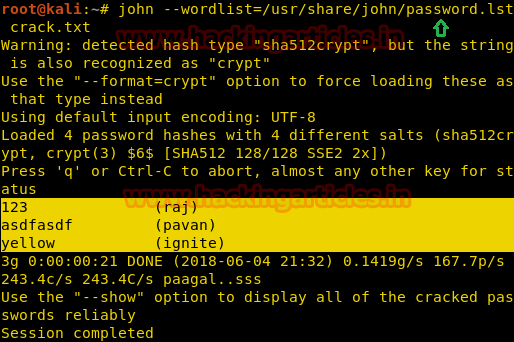 root@kali:~# john --wordlist=/usr/share/john/password.lst
 crack.txt
www.hackingarticles.in
Warning: detected hash type "sha512crypt", but the string
 is also recognized as "crypt"
Use the "--format=crypt" option to force loading these as
 that type instead
Using default input encoding: UTF-8
Loaded 4 password hashes with 4 different salts (sha512cr
ypt, crypt(3) $6$ [SHA512 128/128 SSE2 2x])
Press 'q' or Ctrl-C to abort, almost any other key for st
atus
www.hackingarticles.in
123              (raj)
asdfasdf         (pavan)
yellow           (ignite)
3g 0:00:00:21 DONE (2018-06-04 21:32) 0.1419g/s 167.7p/s
243.4c/s 243.4C/s paagal..sss
Use the "--show" option to display all of the cracked pas
swords reliably
Session completed